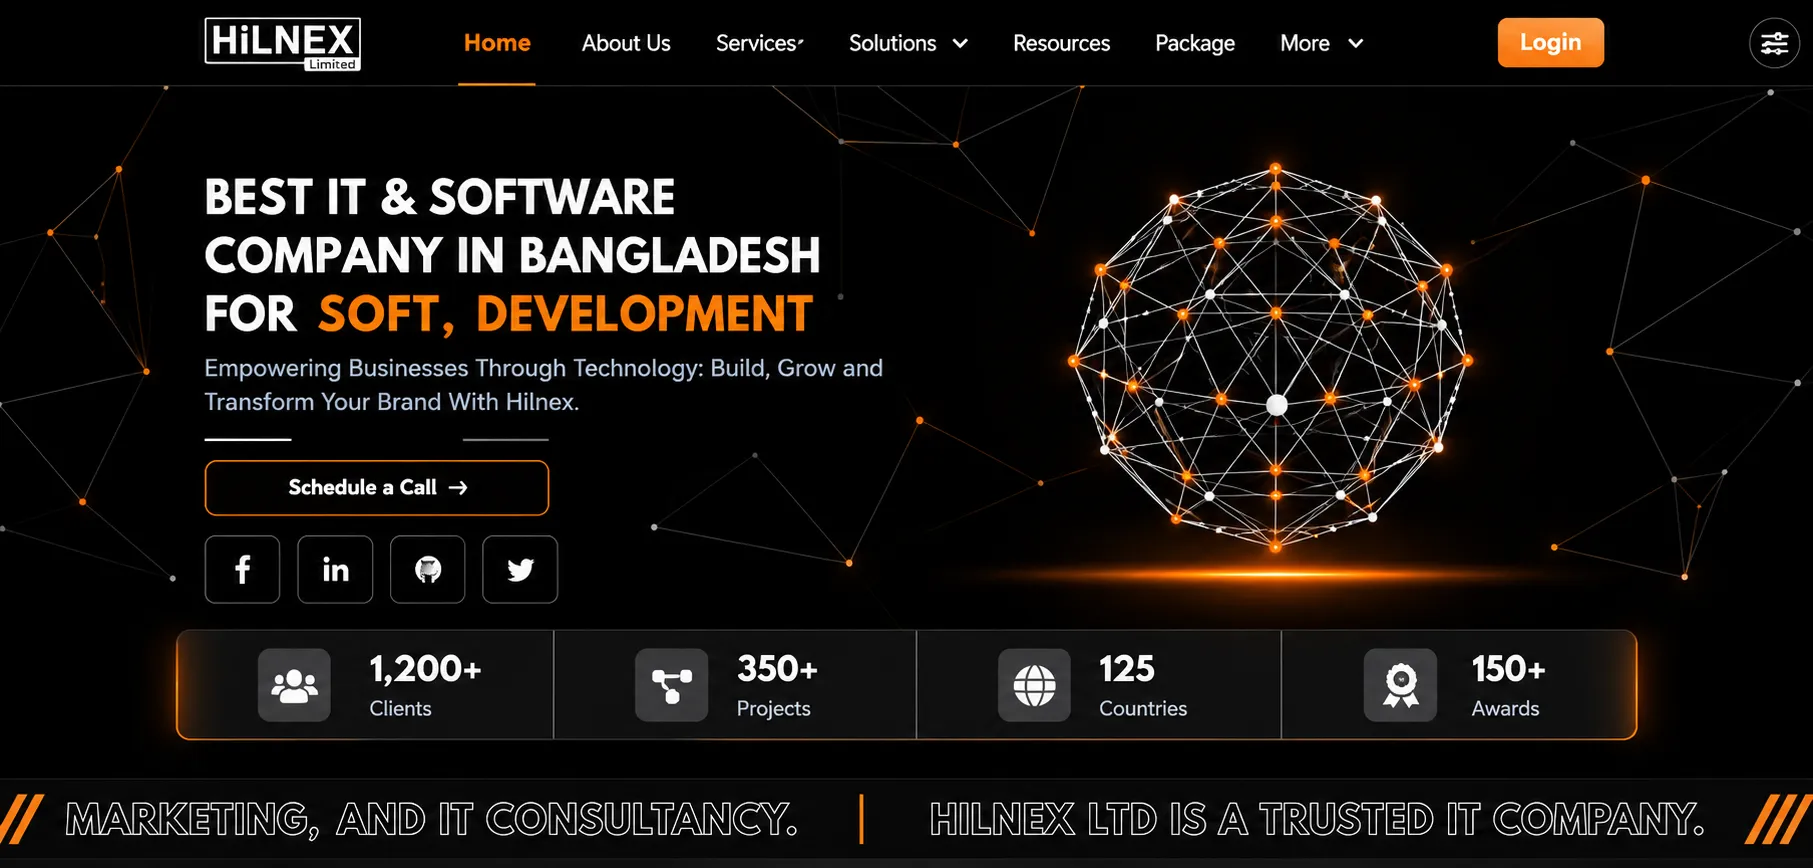 HiLNEX
Limited
Home
About Us
Services
Solutions
Resources
Package
More
Login
BEST IT & SOFTWARE
COMPANY IN BANGLADESH
FOR SOFT, DEVELOPMENT
Empowering Businesses Through Technology: Build, Grow and
Transform Your Brand With Hilnex.
Schedule a Call →
1,200+
Clients
350+
Projects
125
Countries
150+
Awards
MARKETING, AND IT CONSULTANCY.
HILNEX LTD IS A TRUSTED IT COMPANY.